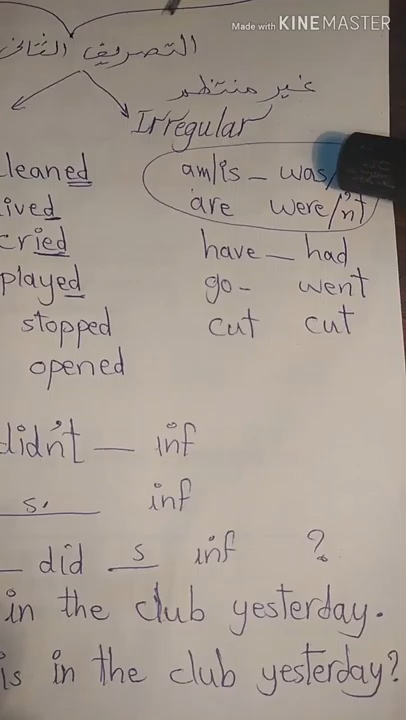 Made with KINEMASTER
التصريف الثاني
غير منتظم
Irregular
leaned am/is - was/
ived are were/n't
cried have - had
played go - went
stopped cut cut
opened
didn't - inf
s. inf
- did s inf ?
in the club yesterday.
is in the club yesterday?